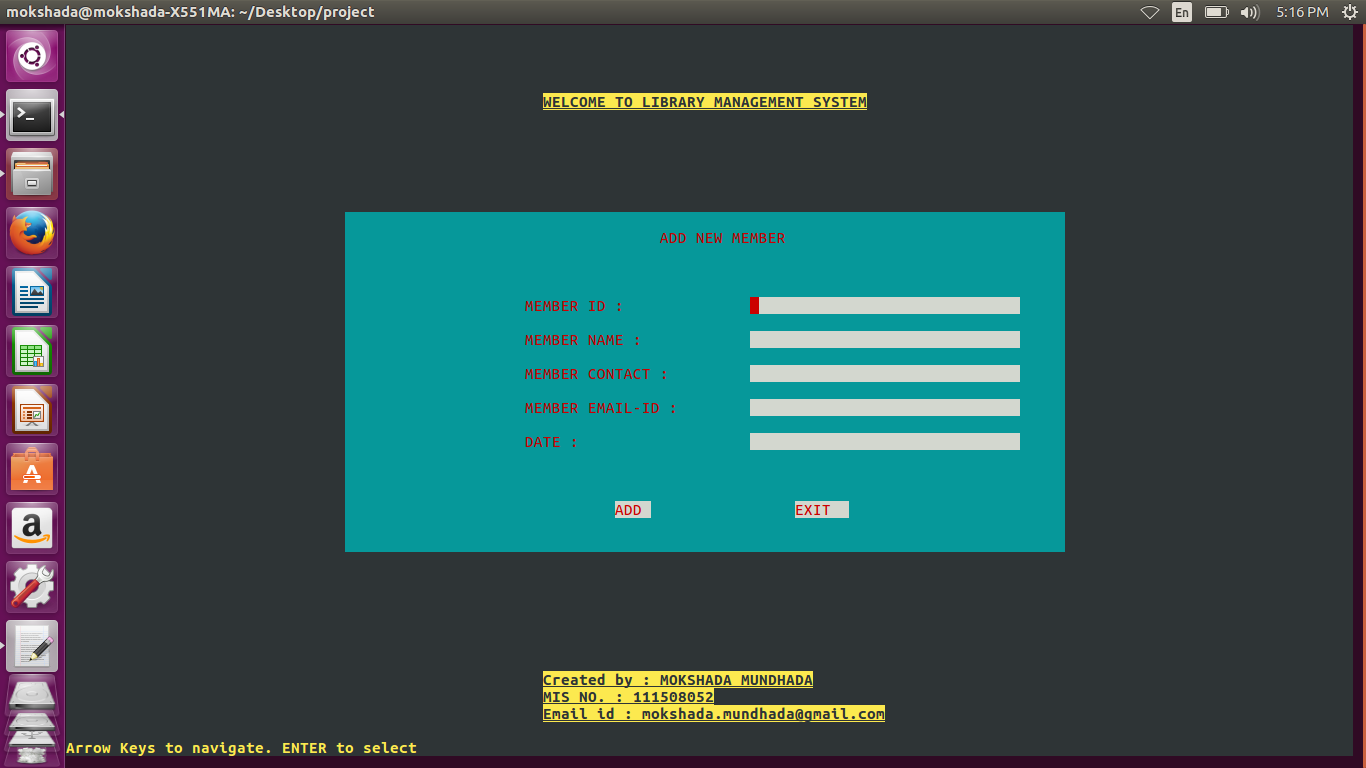 mokshada@mokshada-X551MA: ~/Desktop/project
En
5:16 PM
WELCOME TO LIBRARY MANAGEMENT SYSTEM
ADD NEW MEMBER
MEMBER ID :
MEMBER NAME :
MEMBER CONTACT :
MEMBER EMAIL-ID :
DATE :
ADD
EXIT
Created by : MOKSHADA MUNDHADA
MIS NO. : 111508052
Email id : mokshada.mundhada@gmail.com
Arrow Keys to navigate. ENTER to select